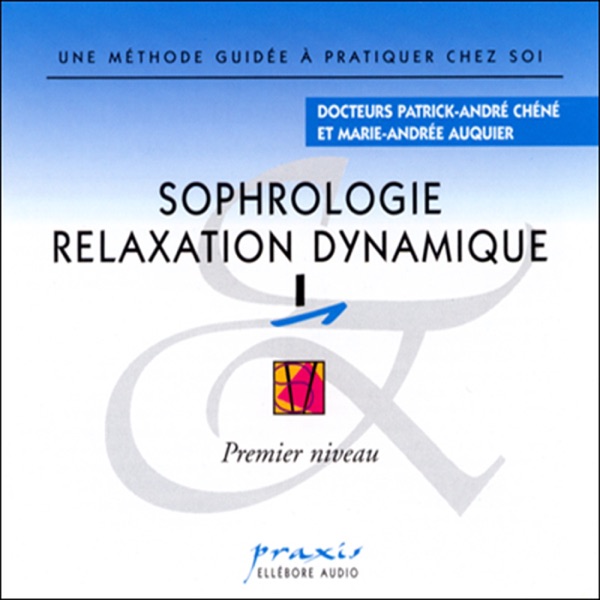 UNE MÉTHODE GUIDÉE À PRATIQUER CHEZ SOI
DOCTEURS PATRICK-ANDRÉ CHÉNÉ
ET MARIE-ANDRÉE AUQUIER
SOPHROLOGIE
RELAXATION DYNAMIQUE
I
Premier niveau
praxis
ELLÉBORE AUDIO